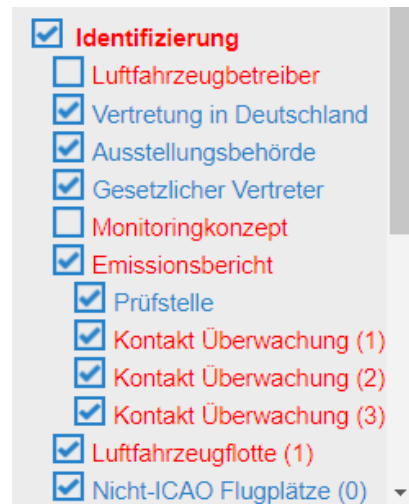 Identifizierung
Luftfahrzeugbetreiber
Vertretung in Deutschland
Ausstellungsbehörde
Gesetzlicher Vertreter
Monitoringkonzept
Emissionsbericht
Prüfstelle
Kontakt Überwachung (1)
Kontakt Überwachung (2)
Kontakt Überwachung (3)
Luftfahrzeugflotte (1)
Nicht-ICAO Flugplätze (0)